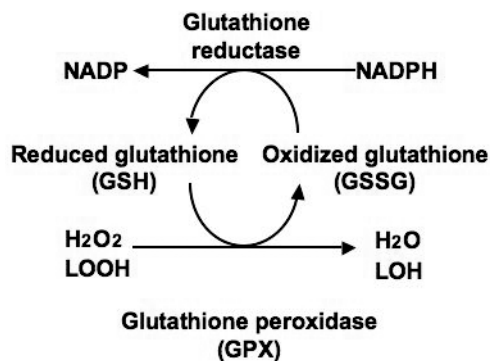 Glutathione
reductase
NADP NADPH
Reduced glutathione Oxidized glutathione
(GSH) (GSSG)
H2O2 H2O
LOOH LOH
Glutathione peroxidase
(GPX)